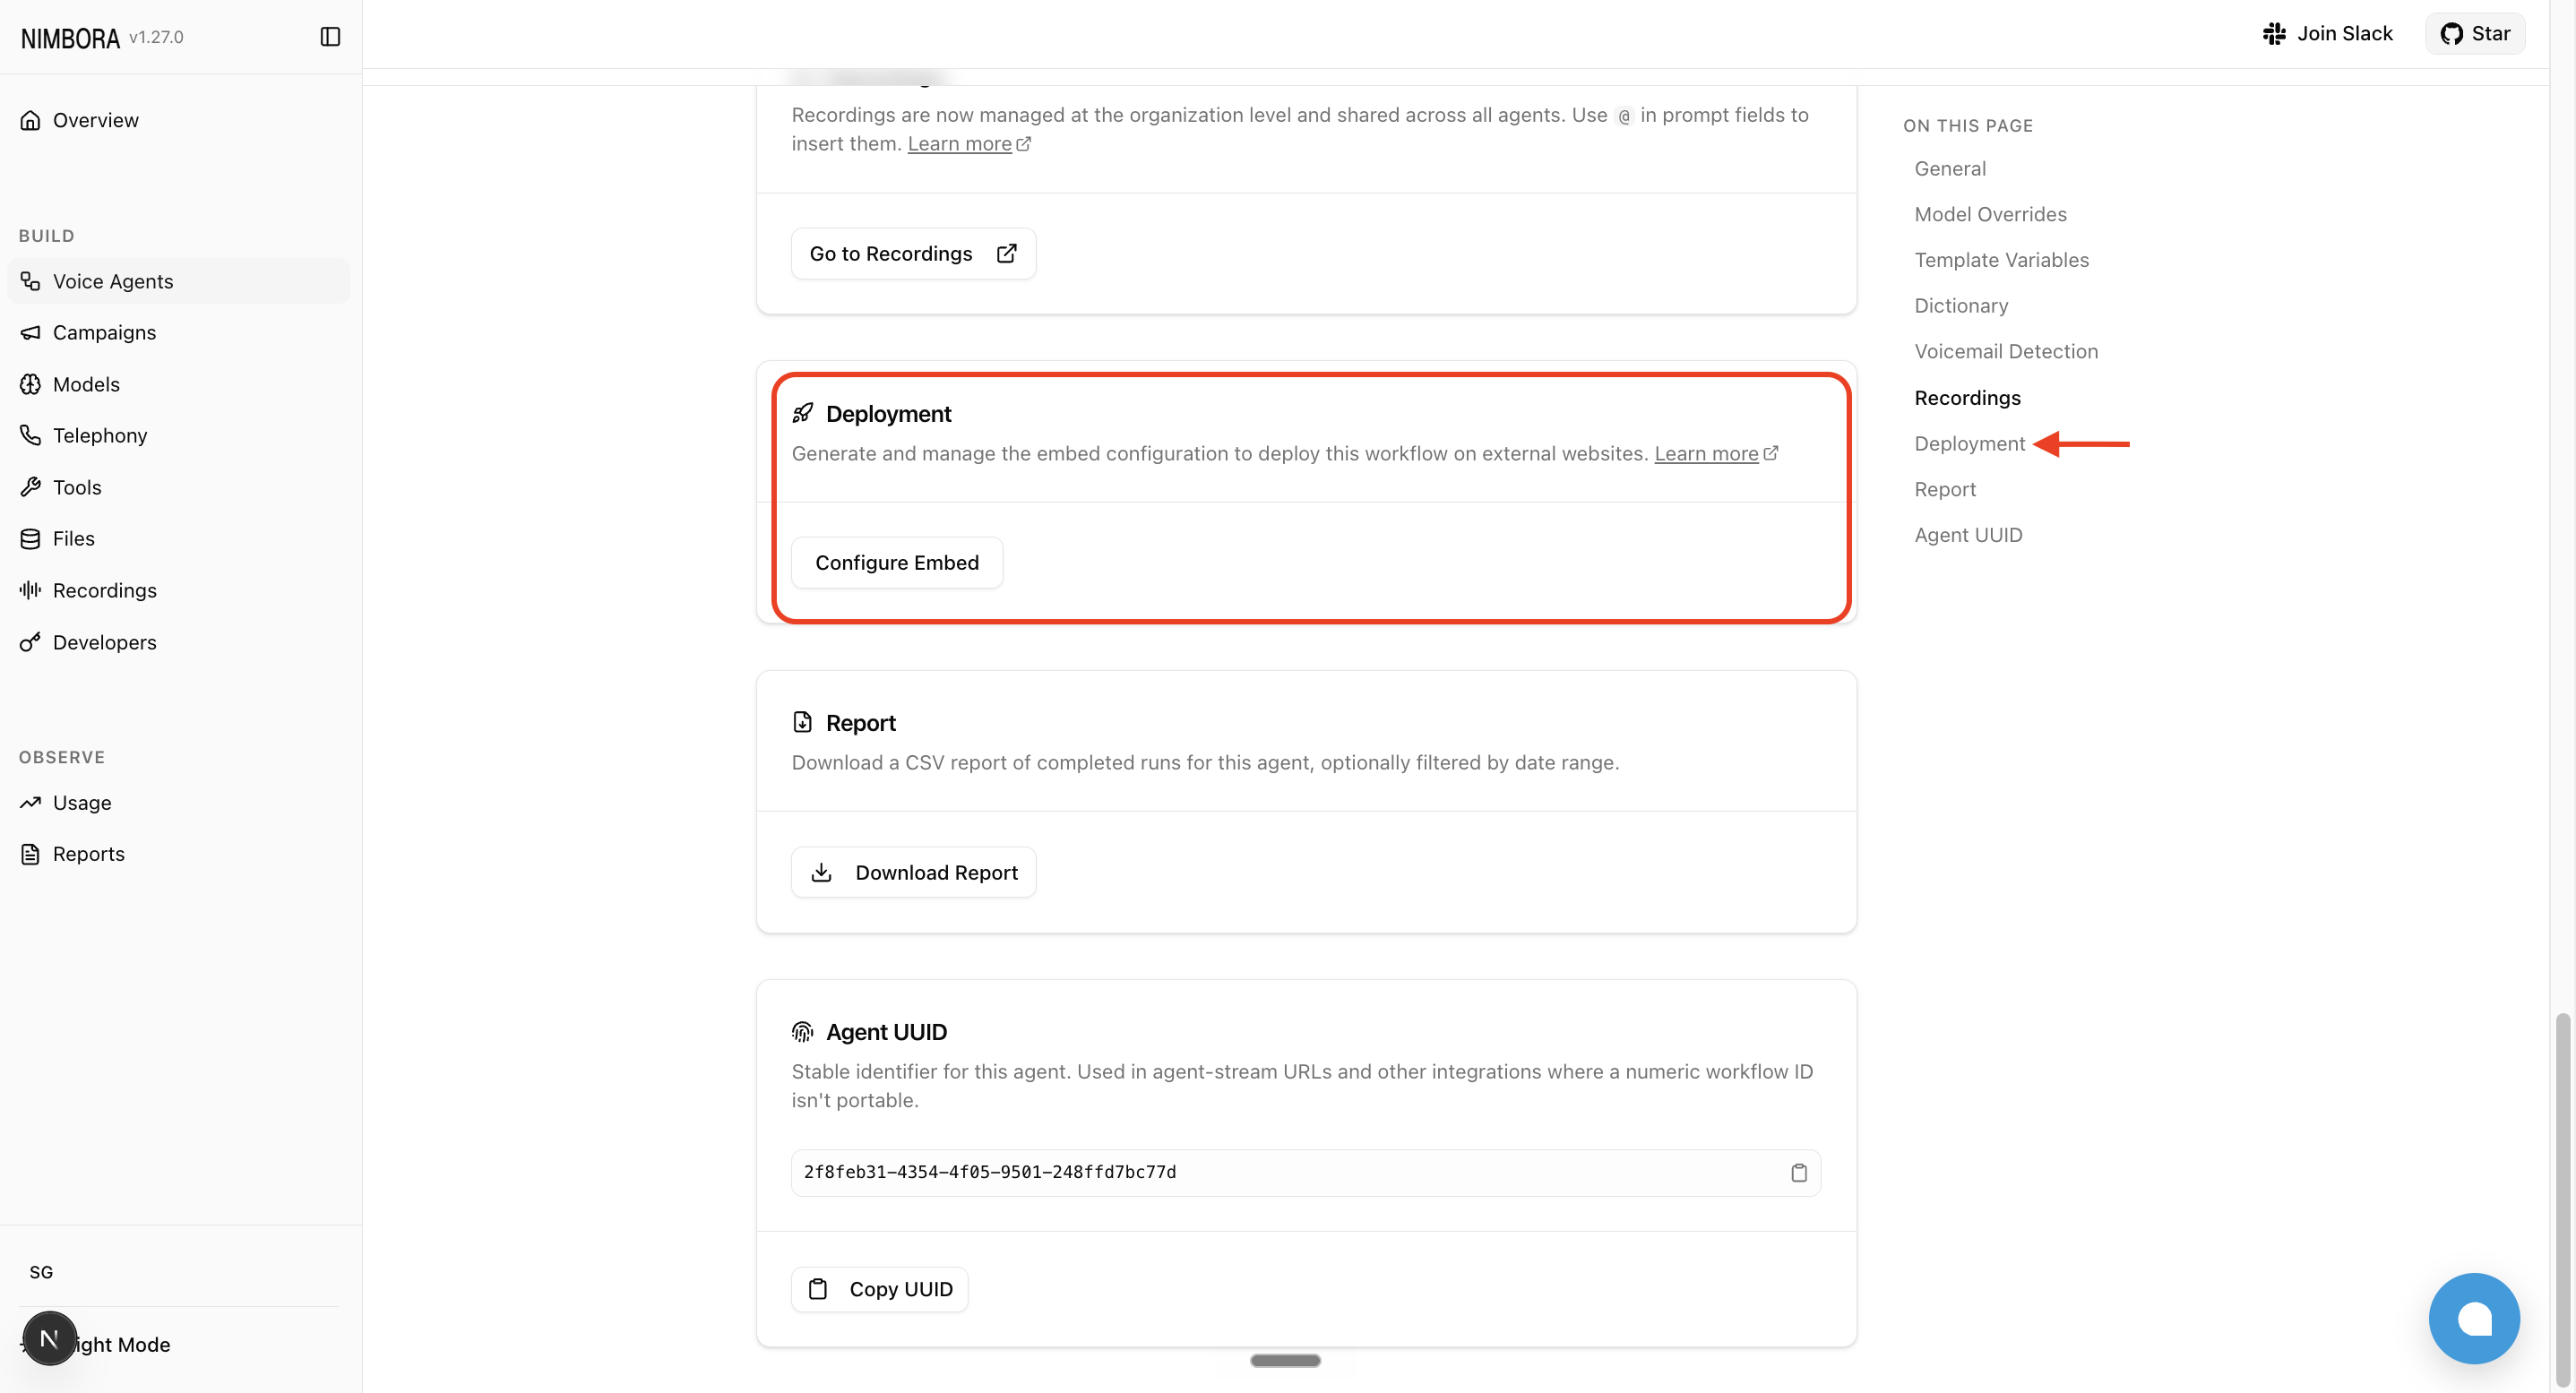 NIMBORA v1.27.0
Join Slack
Star
Overview
BUILD
Voice Agents
Campaigns
Models
Telephony
Tools
Files
Recordings
Developers
OBSERVE
Usage
Reports
SG
N
ight Mode
Recordings are now managed at the organization level and shared across all agents. Use @ in prompt fields to
insert them. Learn more
Go to Recordings
Deployment
Generate and manage the embed configuration to deploy this workflow on external websites. Learn more
Configure Embed
Report
Download a CSV report of completed runs for this agent, optionally filtered by date range.
Download Report
Agent UUID
Stable identifier for this agent. Used in agent-stream URLs and other integrations where a numeric workflow ID
isn't portable.
2f8feb31-4354-4f05-9501-248ffd7bc77d
Copy UUID
ON THIS PAGE
General
Model Overrides
Template Variables
Dictionary
Voicemail Detection
Recordings
Deployment
Report
Agent UUID